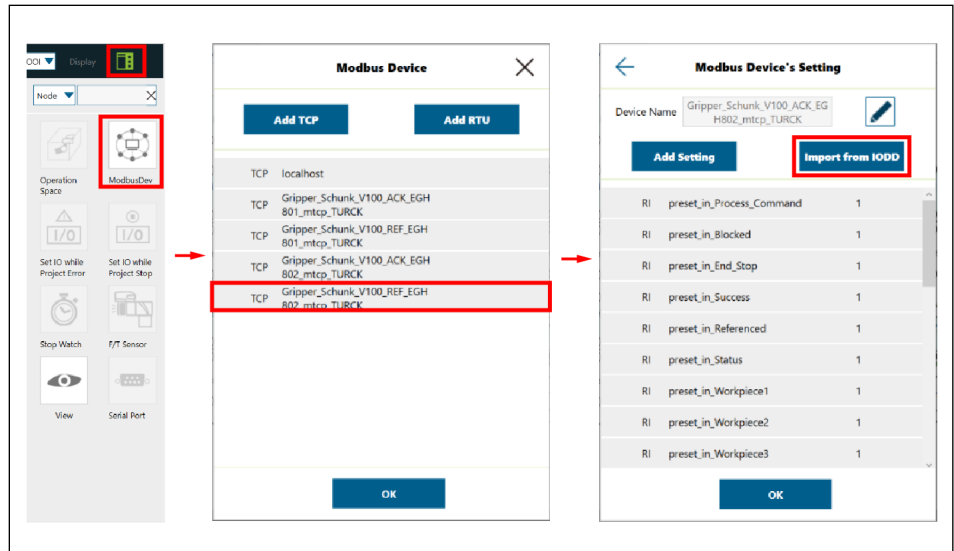 OOI Display
Node
Operation
Space
ModbusDev
I/O
I/O
Set IO while
Project Error
Set IO while
Project Stop
Stop Watch
F/T Sensor
View
Serial Port
Modbus Device
Add TCP
Add RTU
TCP localhost
TCP Gripper_Schunk_V100_ACK_EGH
801_mtcp_TURCK
TCP Gripper_Schunk_V100_REF_EGH
801_mtcp_TURCK
TCP Gripper_Schunk_V100_ACK_EGH
802_mtcp_TURCK
TCP Gripper_Schunk_V100_REF_EGH
802_mtcp_TURCK
OK
Modbus Device's Setting
Device Name Gripper_Schunk_V100_ACK_EG
H802_mtcp_TURCK
Add Setting
Import from IODD
RI preset_in_Process_Command 1
RI preset_in_Blocked 1
RI preset_in_End_Stop 1
RI preset_in_Success 1
RI preset_in_Referenced 1
RI preset_in_Status 1
RI preset_in_Workpiece1 1
RI preset_in_Workpiece2 1
RI preset_in_Workpiece3 1
OK